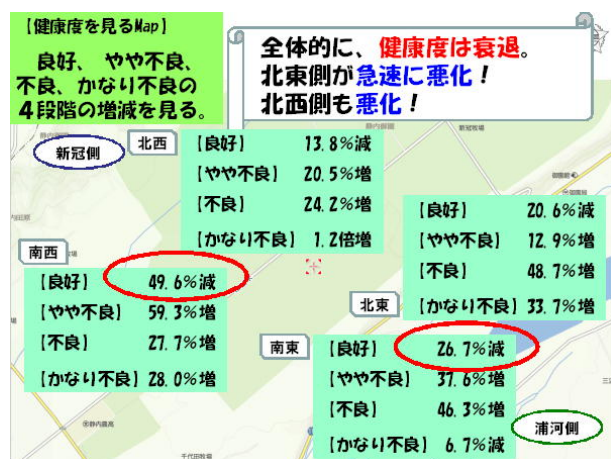 【健康度を見るMap】
良好、やや不良、
不良、かなり不良の
4段階の増減を見る。
全体的に、健康度は衰退。
北東側が急速に悪化！
北西側も悪化！
新冠側
北西
【良好】 13.8%減
【やや不良】 20.5%増
【不良】 24.2%増
【かなり不良】 1.2倍増
南西
【良好】 49.6%減
【やや不良】 59.3%増
【不良】 27.7%増
【かなり不良】 28.0%増
北東
【良好】 20.6%減
【やや不良】 12.9%増
【不良】 48.7%増
【かなり不良】 33.7%増
南東
【良好】 26.7%減
【やや不良】 37.6%増
【不良】 46.3%増
【かなり不良】 6.7%減
浦河側
千代田牧場